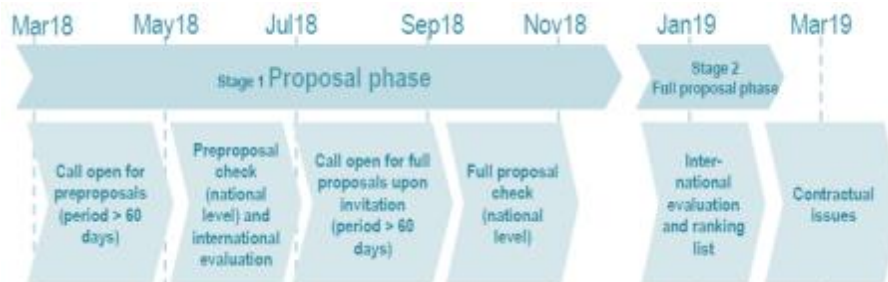 Mar18 May18 Jul18 Sep18 Nov18 Jan19 Mar19
Stage 1 Proposal phase
Stage 2
Full proposal phase
Call open for
preproposals
(period > 60
days)
Preproposal
check
(national
level) and
international
evaluation
Call open for full
proposals upon
invitation
(period > 60
days)
Full proposal
check
(national
level)
Inter-
national
evaluation
and ranking
list
Contractual
issues